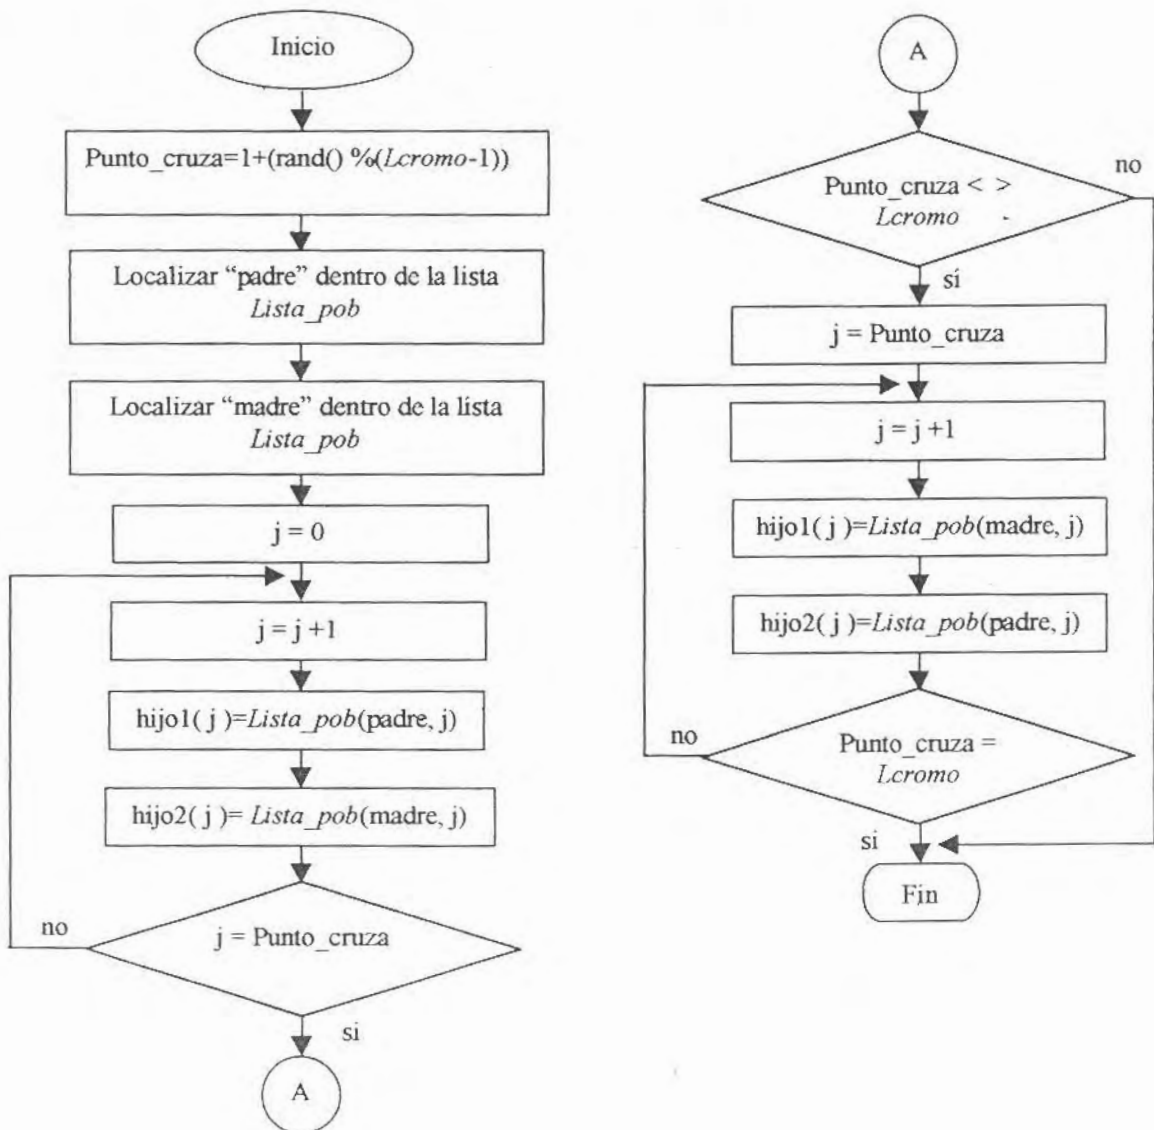 Inicio
Punto_cruza=1+(rand() %(Lcromo-1))
Localizar “padre” dentro de la lista
Lista_pob
Localizar “madre” dentro de la lista
Lista_pob
j = 0
j = j +1
hijo1( j )=Lista_pob(padre, j)
hijo2( j )= Lista_pob(madre, j)
no
j = Punto_cruza
si
A
A
no
Punto_cruza < >
Lcromo
sí
j = Punto_cruza
j = j +1
hijo1( j )=Lista_pob(madre, j)
hijo2( j )=Lista_pob(padre, j)
no
Punto_cruza =
Lcromo
si
Fin